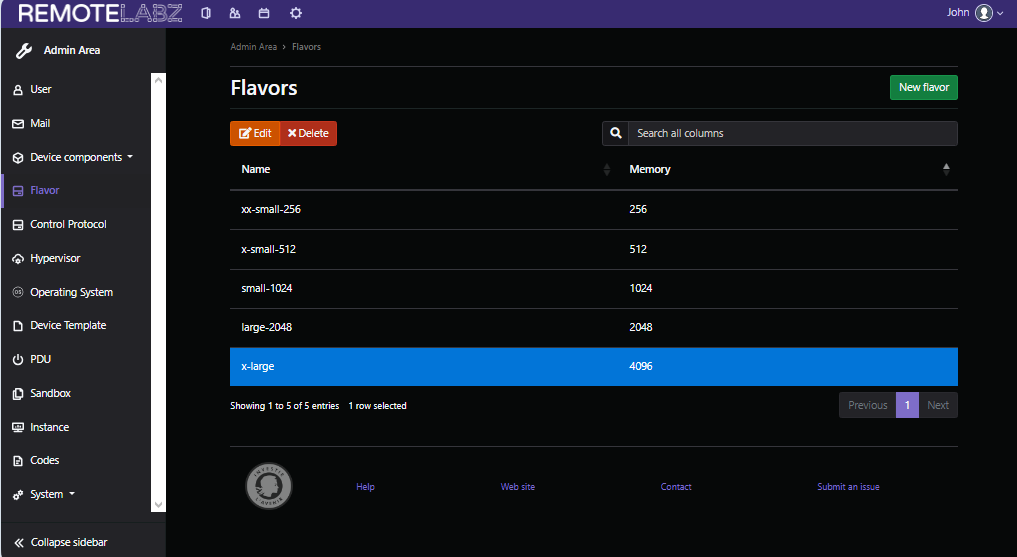 REMOTELABZ
John
Admin Area
User
Mail
Device components
Flavor
Control Protocol
Hypervisor
OS Operating System
Device Template
PDU
Sandbox
Instance
Codes
System
Collapse sidebar
Admin Area > Flavors
Flavors
New flavor
Edit Delete
Search all columns
Name Memory
xx-small-256 256
x-small-512 512
small-1024 1024
large-2048 2048
x-large 4096
Showing 1 to 5 of 5 entries 1 row selected
Previous 1 Next
INVESTIC
Help Web site Contact Submit an issue